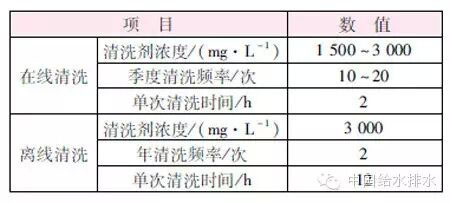 项 目 数 值
在线清洗 清洗剂浓度/(mg·L⁻¹) 1 500~3 000
季度清洗频率/次 10~20
单次清洗时间/h 2
离线清洗 清洗剂浓度/(mg·L⁻¹) 3 000
年清洗频率/次 2
单次清洗时间/h
中国给水排水